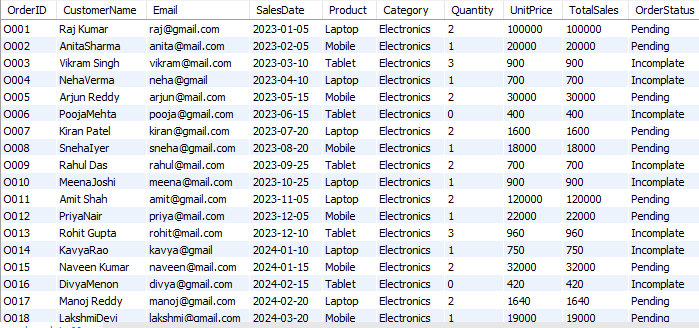 OrderID CustomerName Email SalesDate Product Category Quantity UnitPrice TotalSales OrderStatus
O001 Raj Kumar raj@gmail.com 2023-01-05 Laptop Electronics 2 100000 100000 Pending
O002 AnitaSharma anita@mail.com 2023-02-05 Mobile Electronics 1 20000 20000 Pending
O003 Vikram Singh vikram@mail.com 2023-03-10 Tablet Electronics 3 900 900 Incomplate
O004 NehaVerma neha@gmail 2023-04-10 Laptop Electronics 1 700 700 Incomplate
O005 Arjun Reddy arjun@mail.com 2023-05-15 Mobile Electronics 2 30000 30000 Pending
O006 PoojaMehta pooja@gmail.com 2023-06-15 Tablet Electronics 0 400 400 Incomplate
O007 Kiran Patel kiran@gmail.com 2023-07-20 Laptop Electronics 2 1600 1600 Pending
O008 SnehaIyer sneha@gmail.com 2023-08-20 Mobile Electronics 1 18000 18000 Pending
O009 Rahul Das rahul@mail.com 2023-09-25 Tablet Electronics 2 700 700 Incomplate
O010 MeenaJoshi meena@mail.com 2023-10-25 Laptop Electronics 1 900 900 Incomplate
O011 Amit Shah amit@gmail.com 2023-11-05 Laptop Electronics 2 120000 120000 Pending
O012 PriyaNair priya@mail.com 2023-12-05 Mobile Electronics 1 22000 22000 Pending
O013 Rohit Gupta rohit@mail.com 2023-12-10 Tablet Electronics 3 960 960 Incomplate
O014 KavyaRao kavya@gmail 2024-01-10 Laptop Electronics 1 750 750 Incomplate
O015 Naveen Kumar naveen@mail.com 2024-01-15 Mobile Electronics 2 32000 32000 Pending
O016 DivyaMenon divya@gmail.com 2024-02-15 Tablet Electronics 0 420 420 Incomplate
O017 Manoj Reddy manoj@gmail.com 2024-02-20 Laptop Electronics 2 1640 1640 Pending
O018 LakshmiDevi lakshmi@gmail.com 2024-03-20 Mobile Electronics 1 19000 19000 Pending